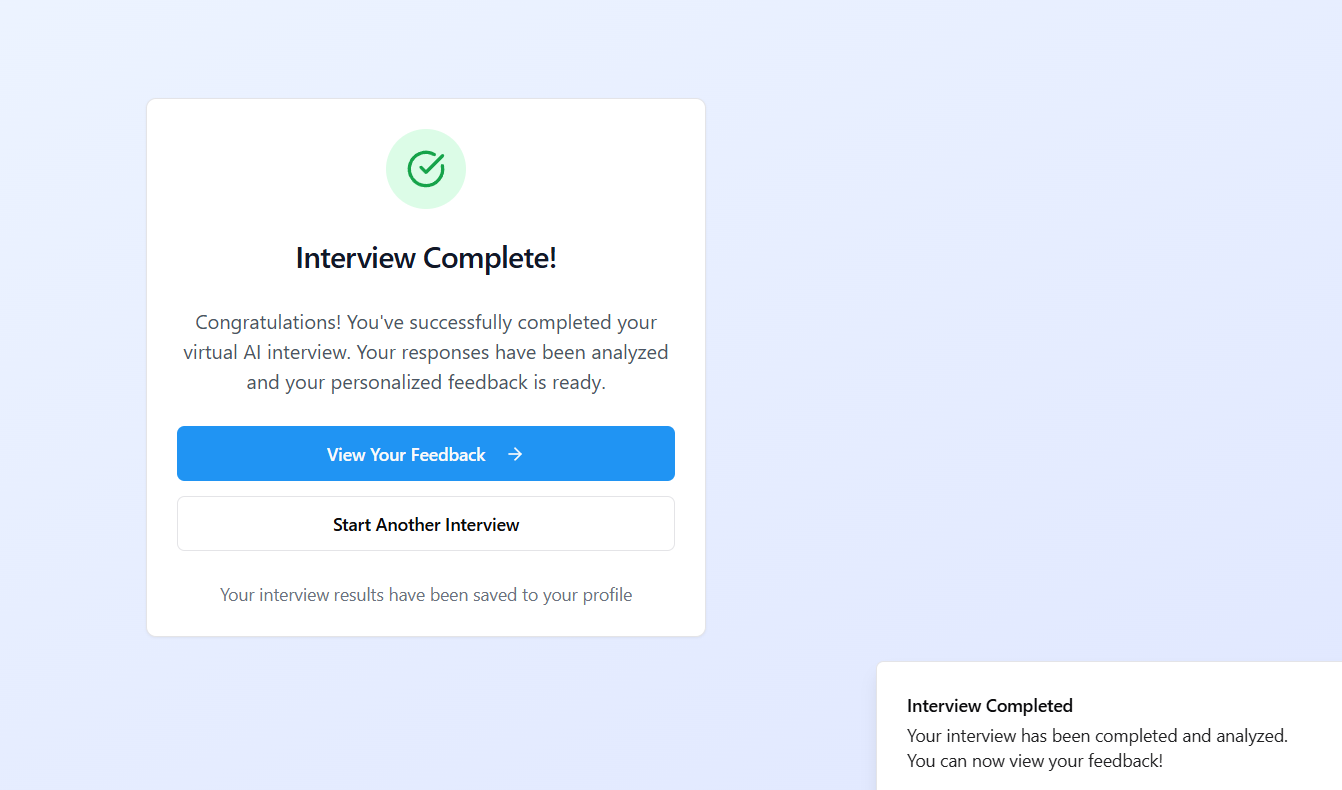 Interview Complete!
Congratulations! You've successfully completed your
virtual AI interview. Your responses have been analyzed
and your personalized feedback is ready.
View Your Feedback
Start Another Interview
Your interview results have been saved to your profile
Interview Completed
Your interview has been completed and analyzed.
You can now view your feedback!